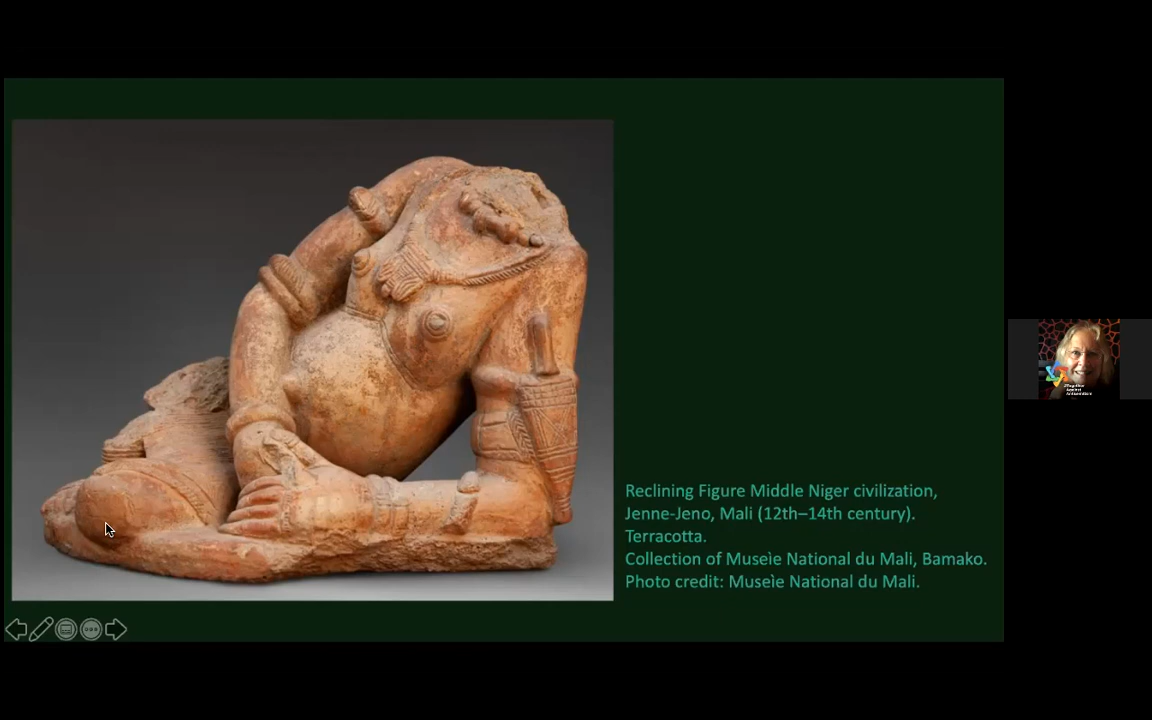 Reclining Figure Middle Niger civilization,
Jenne-Jeno, Mali (12th–14th century).
Terracotta.
Collection of Museìe National du Mali, Bamako.
Photo credit: Museìe National du Mali.